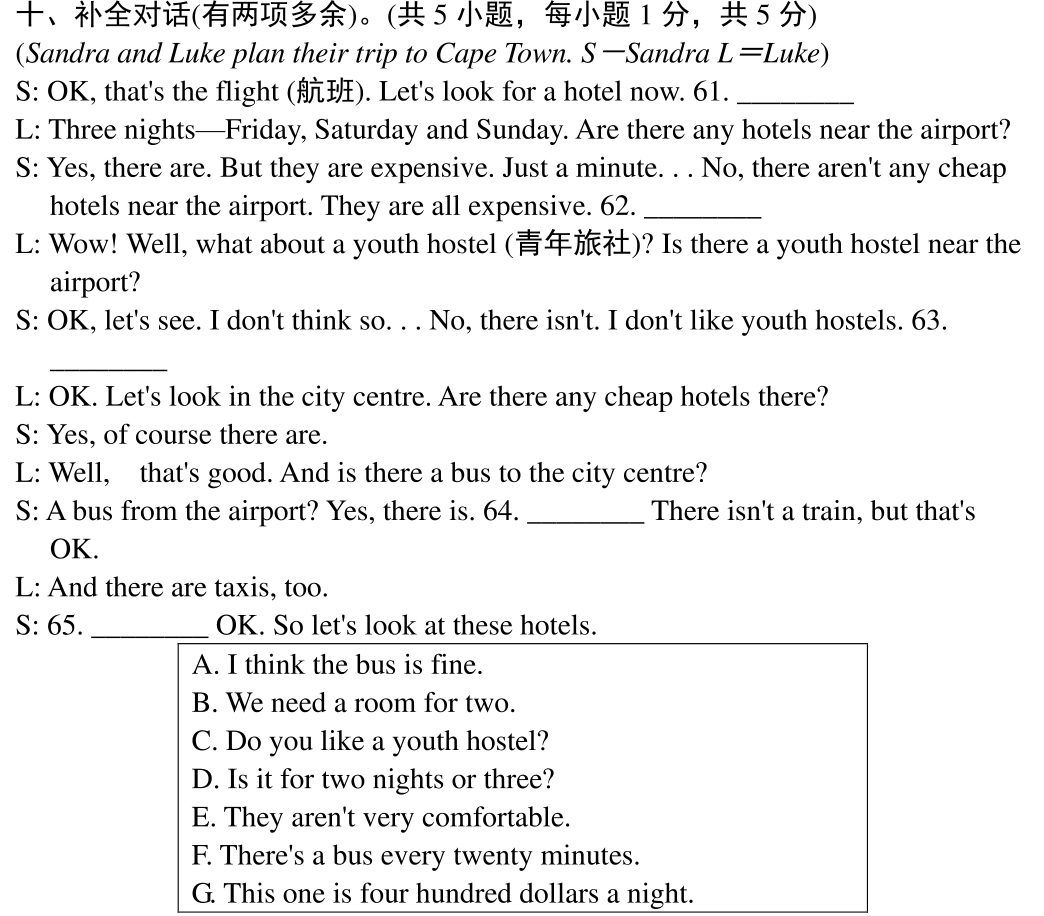 十、补全对话(有两项多余)。(共 5 小题，每小题 1 分，共 5 分)
(Sandra and Luke plan their trip to Cape Town. S－Sandra L＝Luke)
S: OK, that's the flight (航班). Let's look for a hotel now. 61. ________
L: Three nights—Friday, Saturday and Sunday. Are there any hotels near the airport?
S: Yes, there are. But they are expensive. Just a minute. . . No, there aren't any cheap
hotels near the airport. They are all expensive. 62. ________
L: Wow! Well, what about a youth hostel (青年旅社)? Is there a youth hostel near the
airport?
S: OK, let's see. I don't think so. . . No, there isn't. I don't like youth hostels. 63.
________
L: OK. Let's look in the city centre. Are there any cheap hotels there?
S: Yes, of course there are.
L: Well, that's good. And is there a bus to the city centre?
S: A bus from the airport? Yes, there is. 64. ________ There isn't a train, but that's
OK.
L: And there are taxis, too.
S: 65. ________ OK. So let's look at these hotels.
A. I think the bus is fine.
B. We need a room for two.
C. Do you like a youth hostel?
D. Is it for two nights or three?
E. They aren't very comfortable.
F. There's a bus every twenty minutes.
G. This one is four hundred dollars a night.